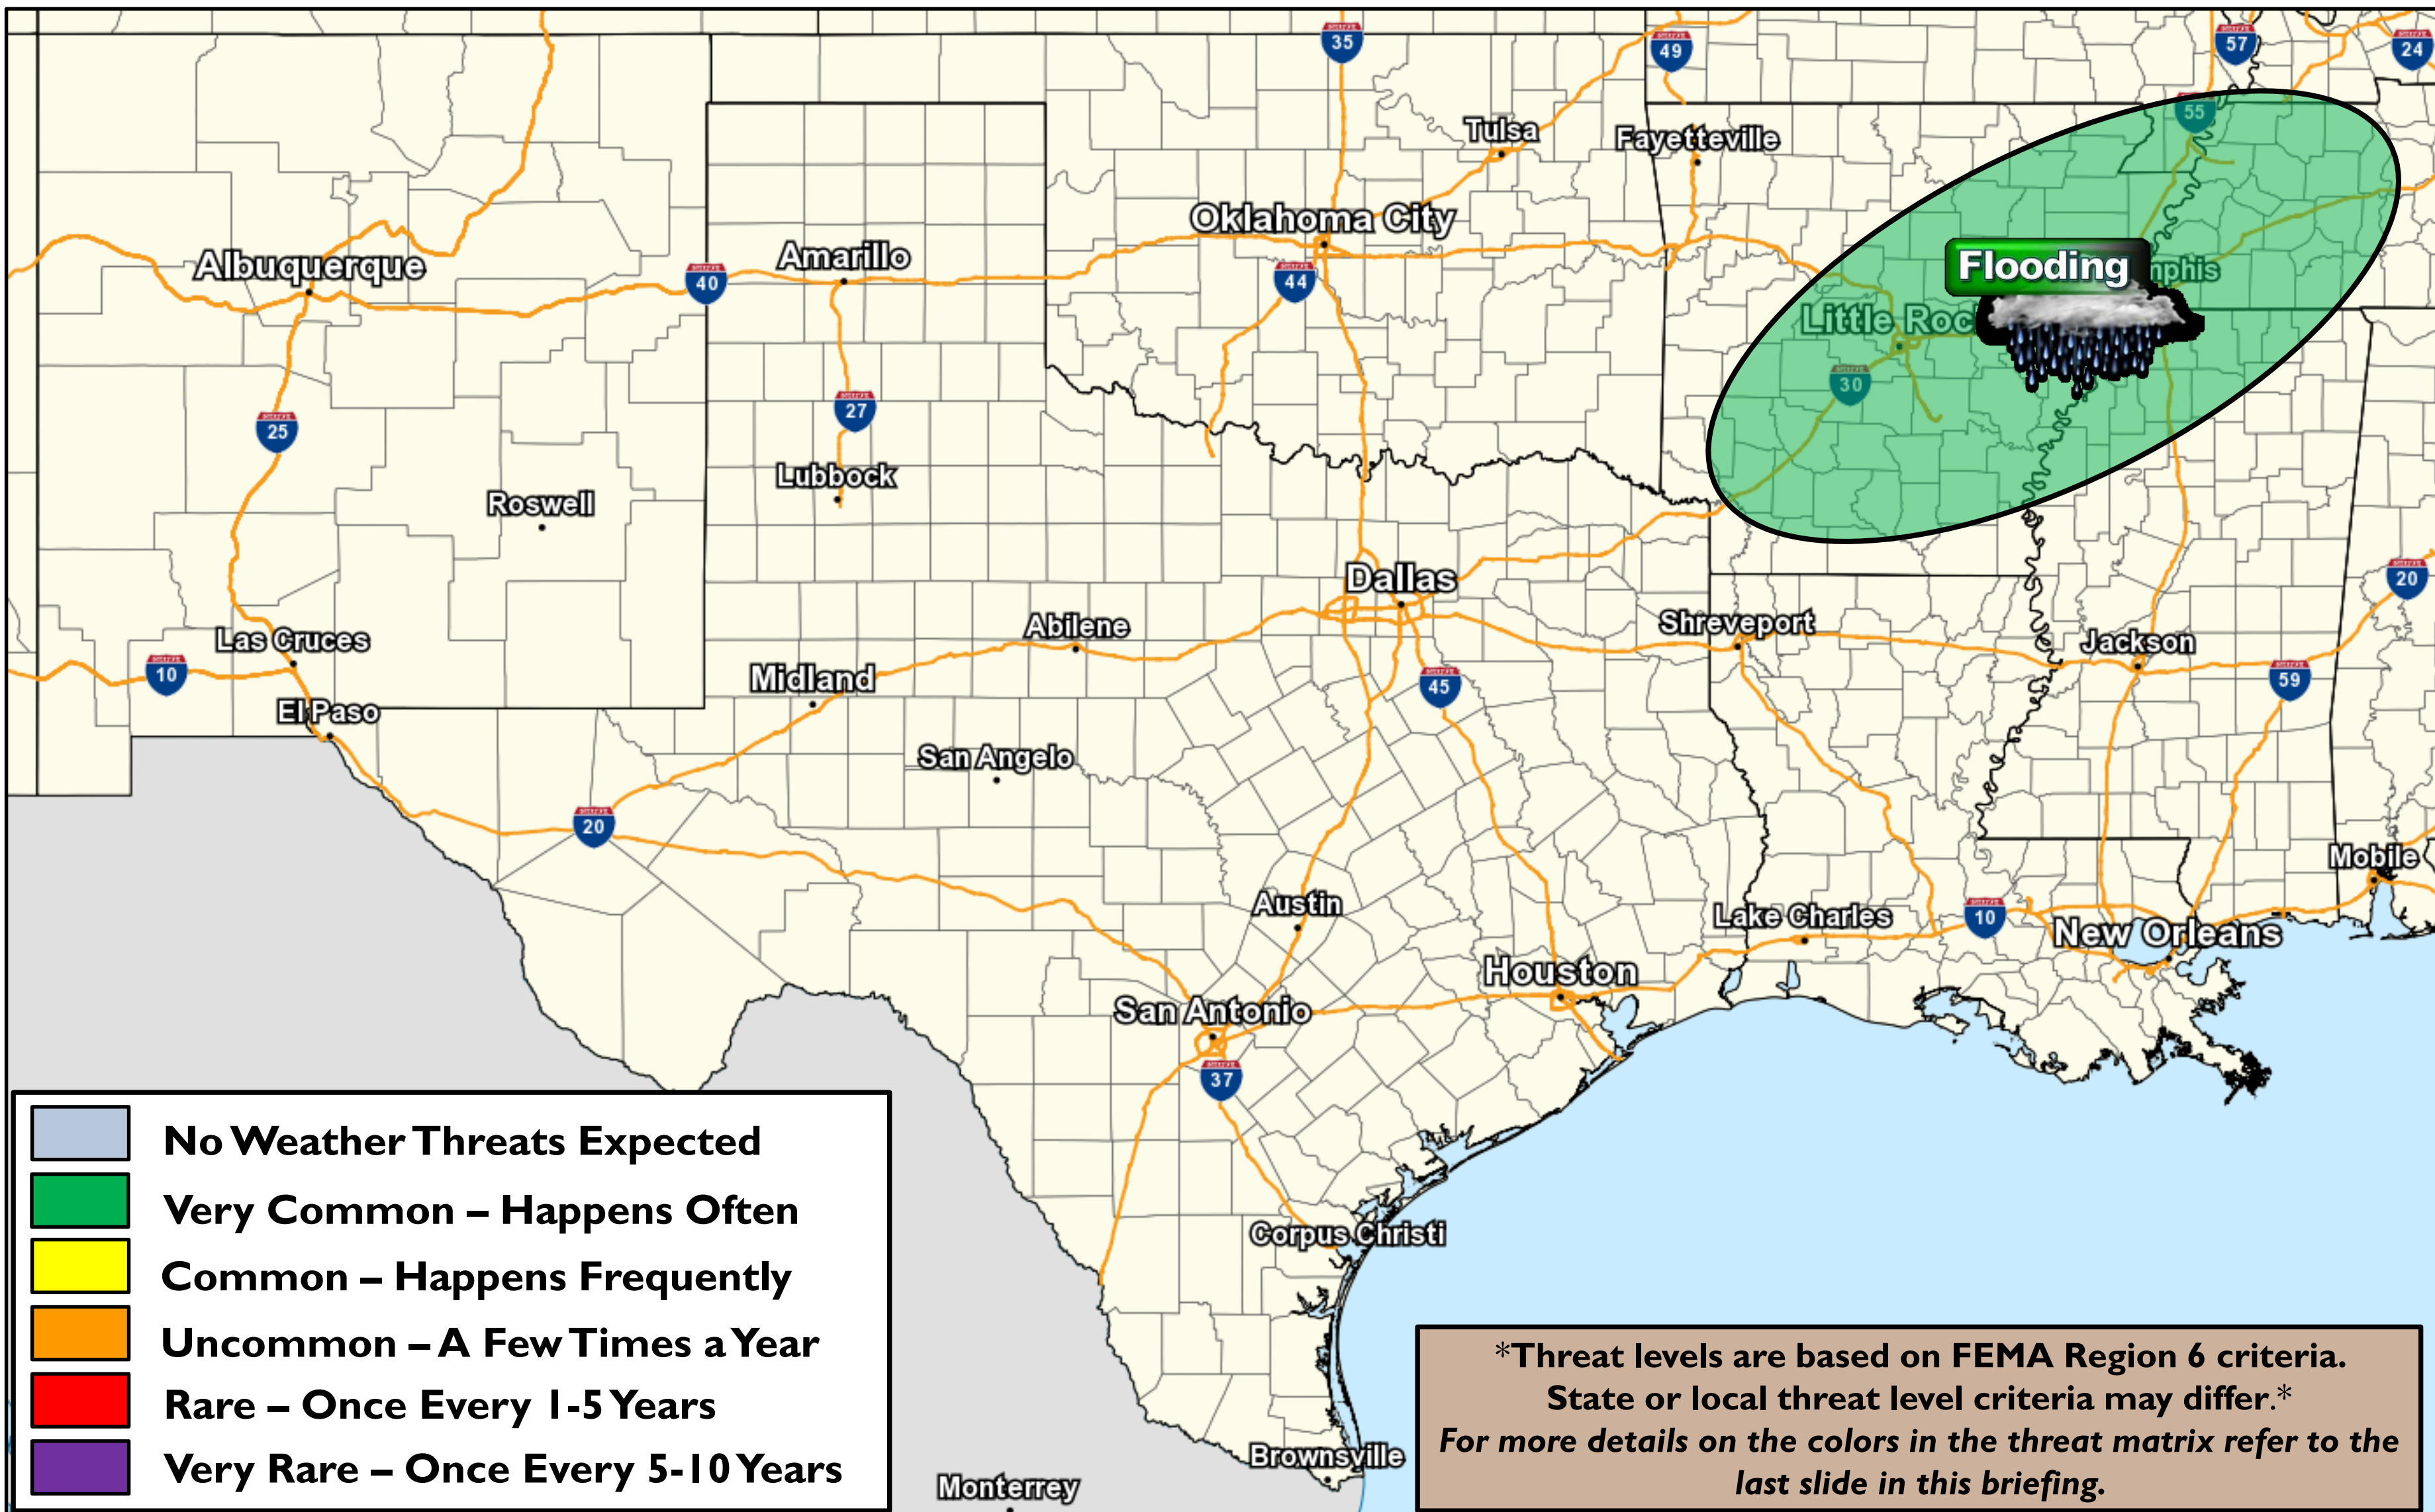 35
49
57
24
55
Tulsa
Fayetteville
Oklahoma City
Albuquerque
Amarillo
40
44
Flooding
mphis
Little Roc
30
25
27
Lubbock
Roswell
Dallas
20
Las Cruces
Abilene
Shreveport
Jackson
10
Midland
45
59
El Paso
San Angelo
20
Mobile
Austin
Lake Charles
10
New Orleans
Houston
San Antonio
37
Corpus Christi
Brownsville
Monterrey
No Weather Threats Expected
Very Common – Happens Often
Common – Happens Frequently
Uncommon – A Few Times a Year
Rare – Once Every 1-5 Years
Very Rare – Once Every 5-10 Years
*Threat levels are based on FEMA Region 6 criteria.
State or local threat level criteria may differ.*
For more details on the colors in the threat matrix refer to the
last slide in this briefing.